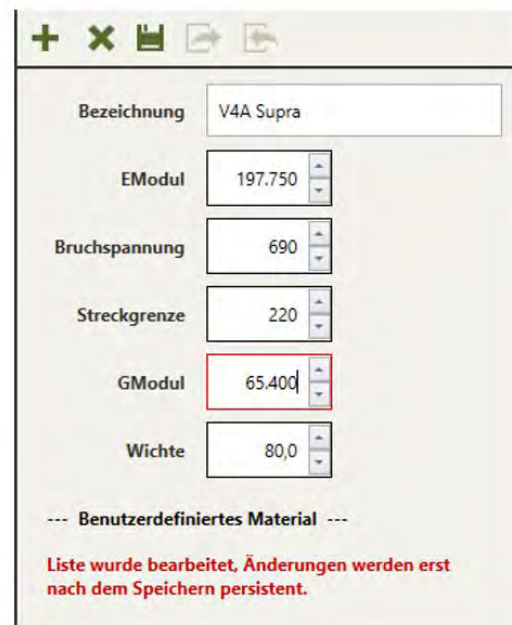 Bezeichnung V4A Supra
EModul 197.750
Bruchspannung 690
Streckgrenze 220
GModul 65.400
Wichte 80,0
--- Benutzerdefiniertes Material ---
Liste wurde bearbeitet, Änderungen werden erst
nach dem Speichern persistent.